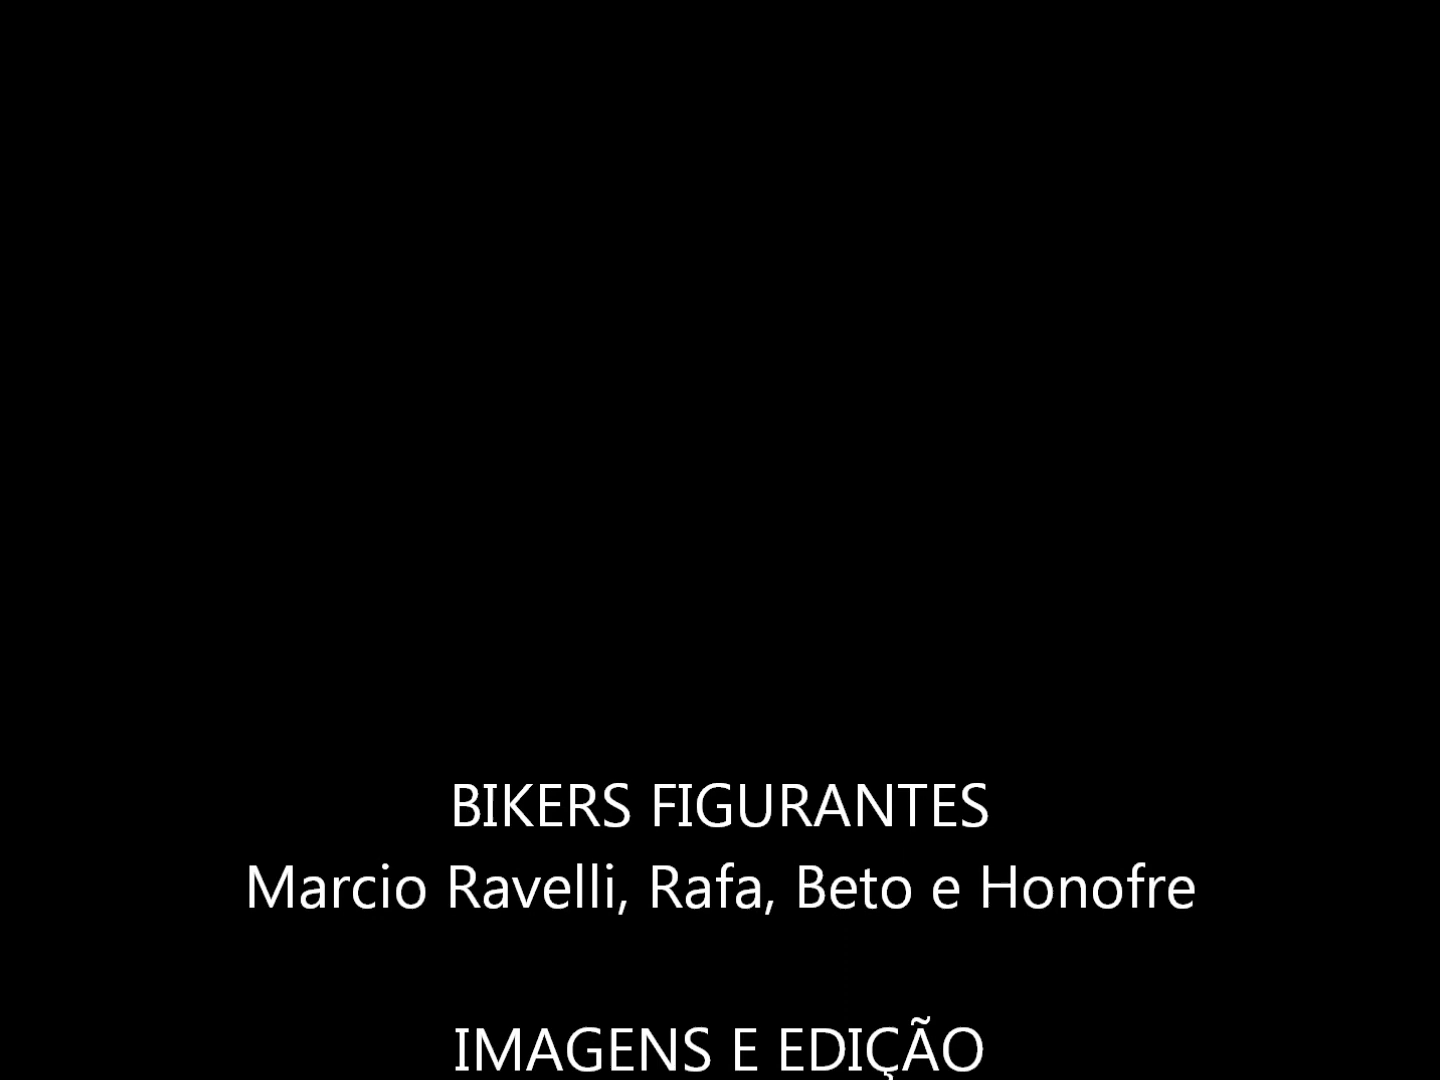 BIKERS FIGURANTES
Marcio Ravelli, Rafa, Beto e Honofre
IMAGENS E EDIÇÃO